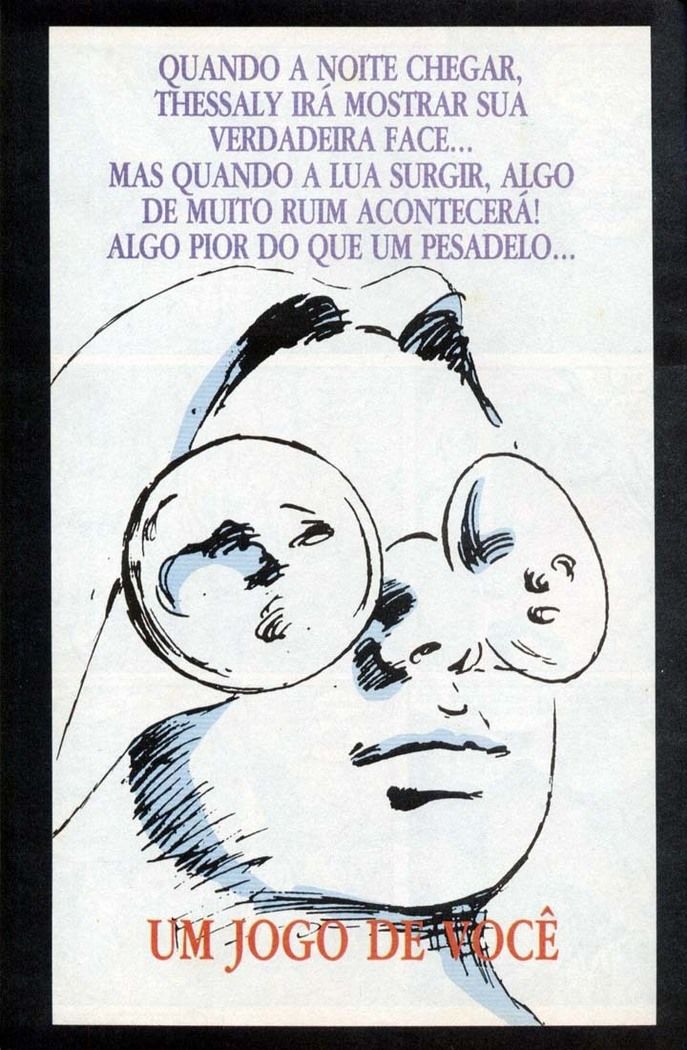 QUANDO A NOITE CHEGAR,
THESSALY IRÁ MOSTRAR SUA
VERDADEIRA FACE...
MAS QUANDO A LUA SURGIR, ALGO
DE MUITO RUIM ACONTECERÁ!
ALGO PIOR DO QUE UM PESADELO...
UM JOGO DE VOCÊ